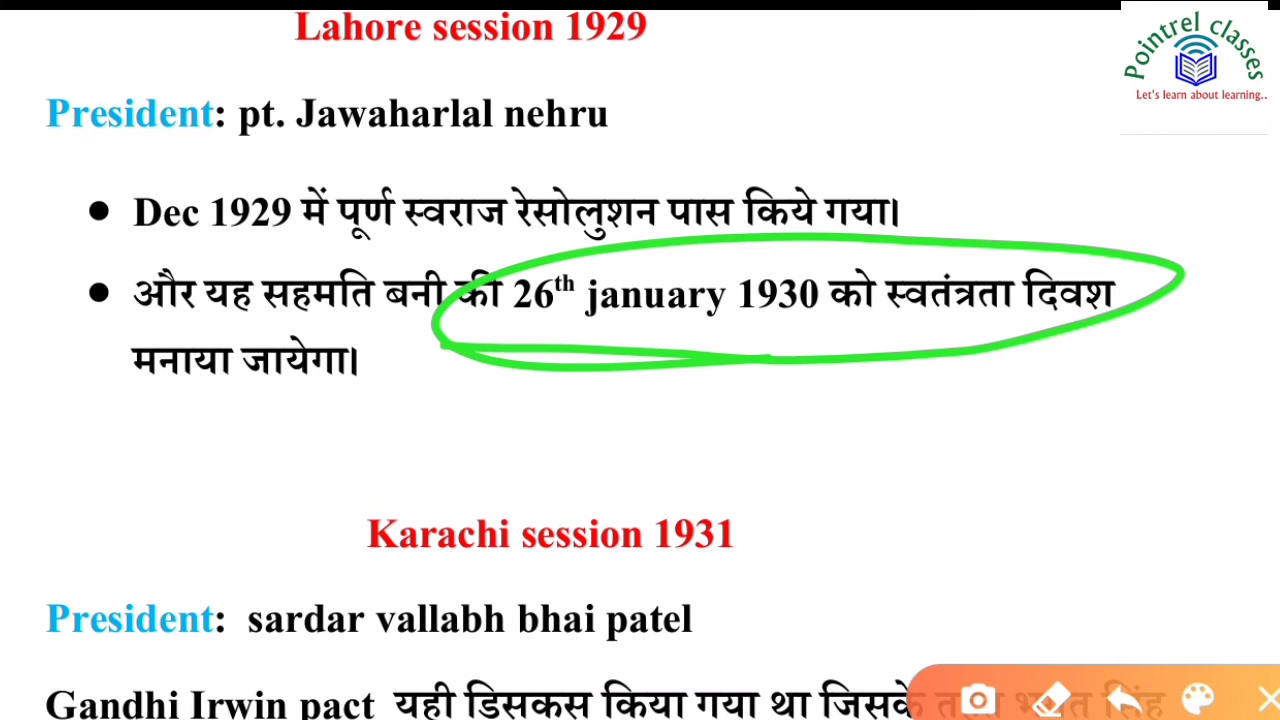 Lahore session 1929
Pointrel classes
Let's learn about learning..
President: pt. Jawaharlal nehru
● Dec 1929 में पूर्ण स्वराज रेसोलुशन पास किये गया।
● और यह सहमति बनी की 26th january 1930 को स्वतंत्रता दिवश
मनाया जायेगा।
Karachi session 1931
President: sardar vallabh bhai patel
Gandhi Irwin pact यही डिसकस किया गया था जिसके